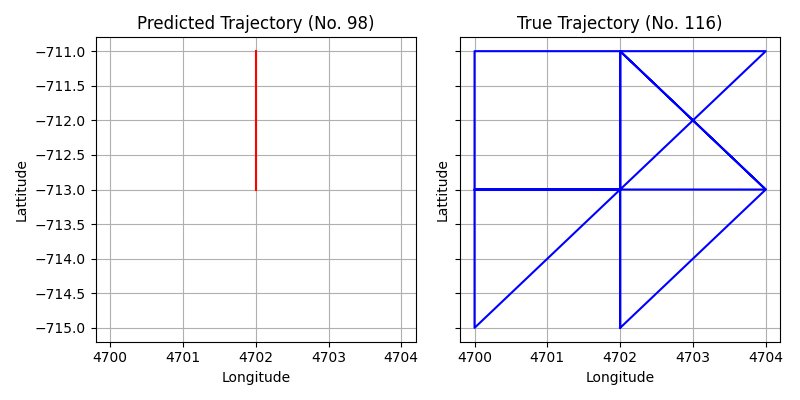 Predicted Trajectory (No. 98)
−711.0
−711.5
−712.0
−712.5
−713.0
−713.5
−714.0
−714.5
−715.0
Lattitude
4700 4701 4702 4703 4704
Longitude
True Trajectory (No. 116)
Lattitude
4700 4701 4702 4703 4704
Longitude